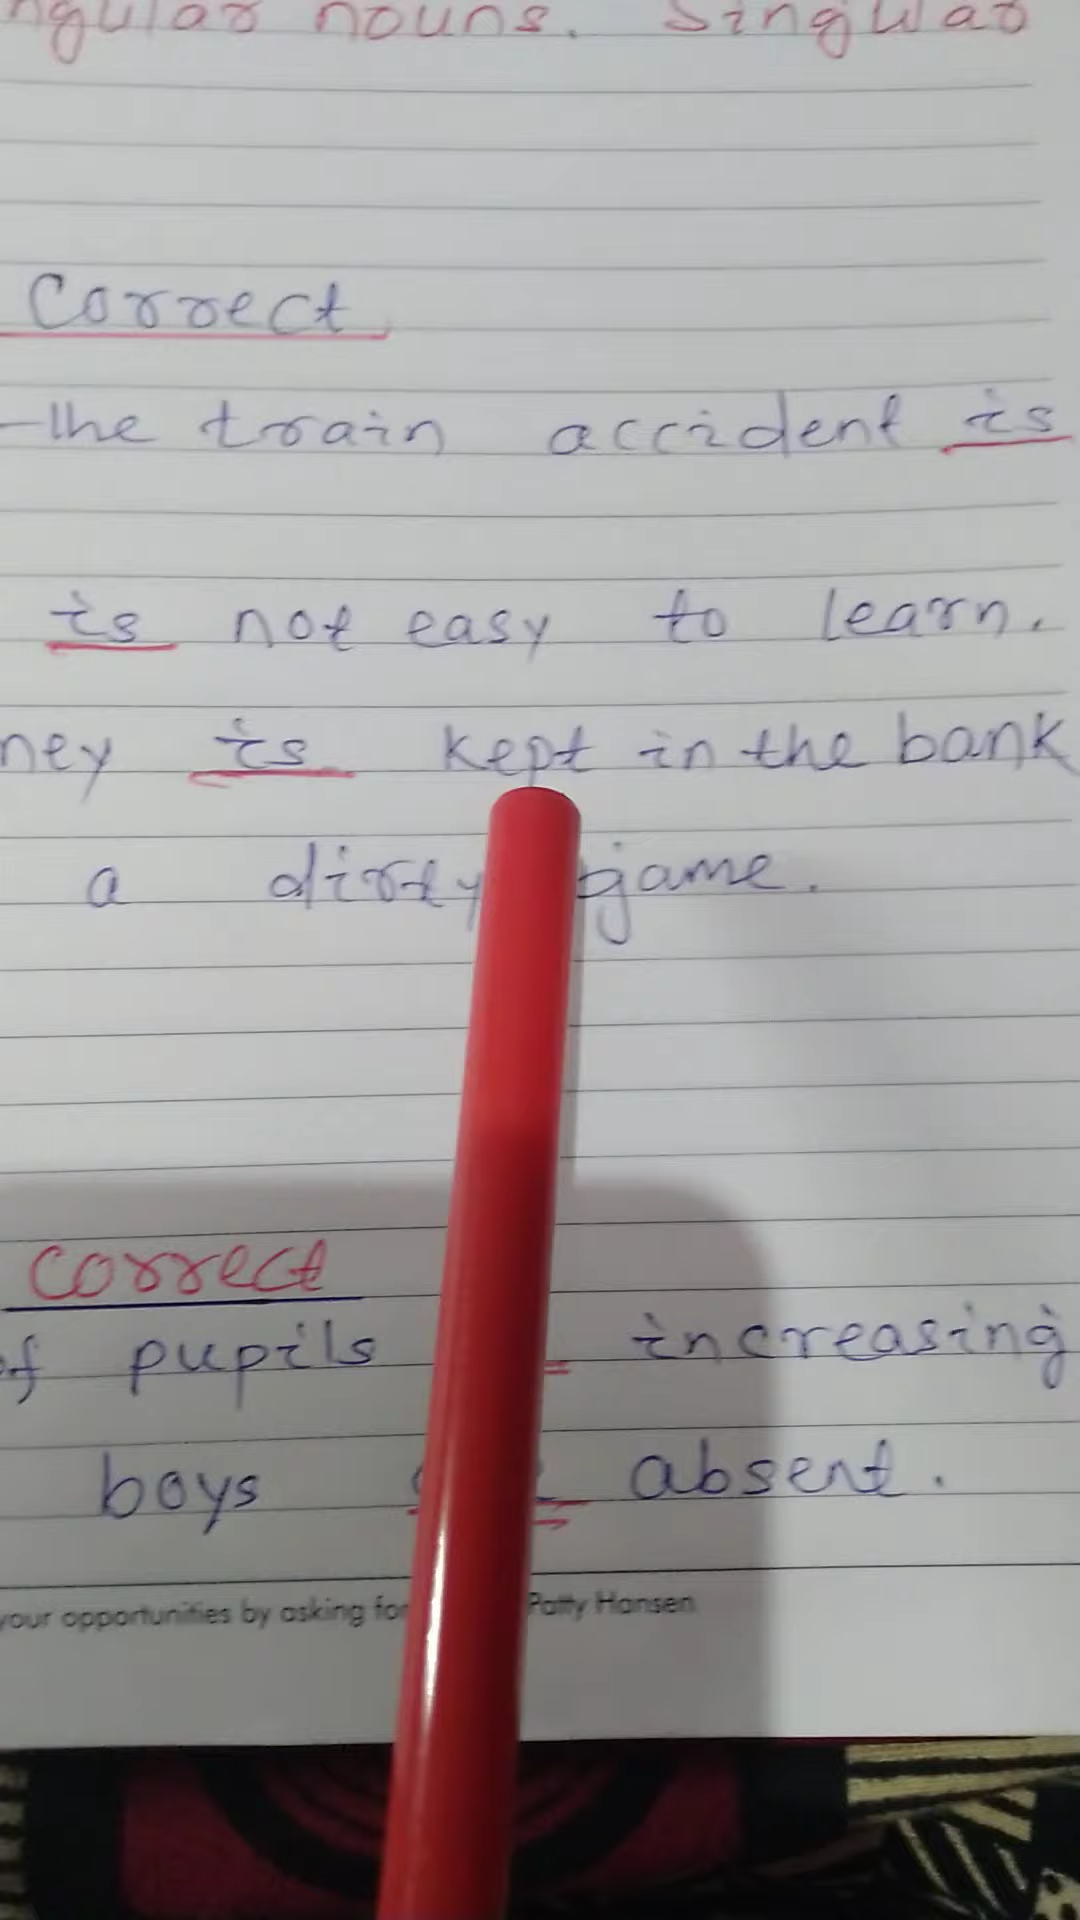 ngular nouns. Singular
Correct
the train accident is
is not easy to learn.
ney is kept in the bank
a dirty game.
Correct
of pupils increasing
boys absent.
your opportunities by asking for Patty Hansen